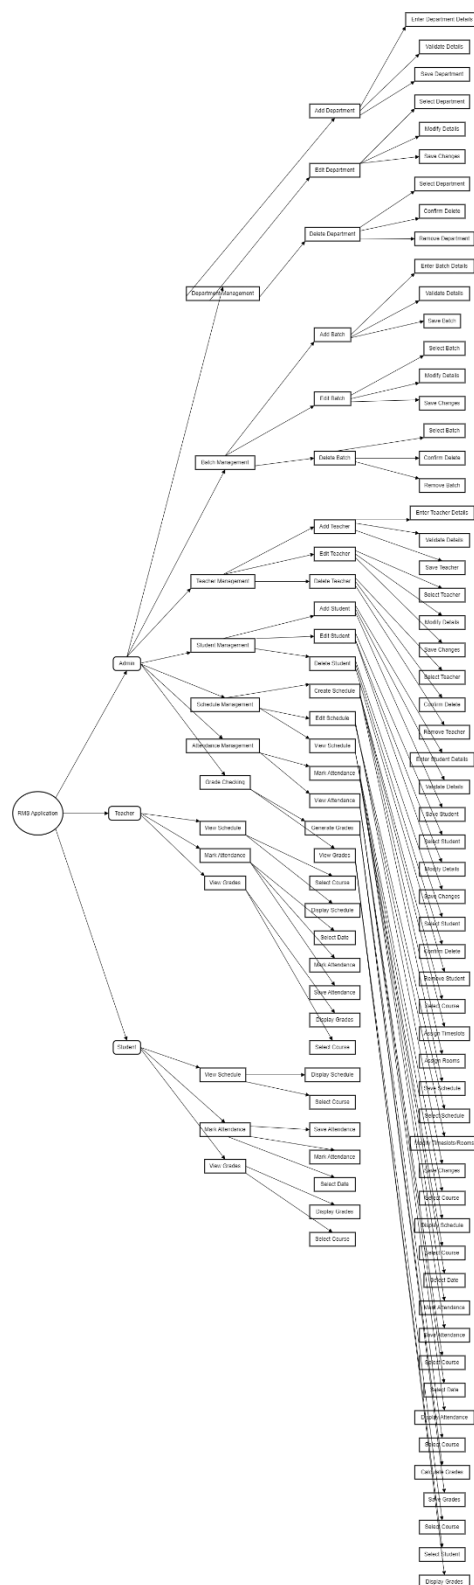 Enter Department Details
Validate Details
Save Department
Select Department
Add Department
Modify Details
Save Changes
Edit Department
Select Department
Confirm Delete
Delete Department
Remove Department
Enter Batch Details
Department Management
Validate Details
Save Batch
Add Batch
Select Batch
Modify Details
Edit Batch
Save Changes
Select Batch
Batch Management
Delete Batch
Confirm Delete
Remove Batch
Enter Teacher Details
Add Teacher
Validate Details
Edit Teacher
Save Teacher
Teacher Management
Delete Teacher
Select Teacher
Add Student
Modify Details
Edit Student
Student Management
Save Changes
Admin
Delete Student
Select Teacher
Create Schedule
Schedule Management
Confirm Delete
Edit Schedule
Remove Teacher
Attendance Management
View Schedule
Enter Student Details
Mark Attendance
Grade Checking
Validate Details
View Attendance
RMS Application
Teacher
Save Student
View Schedule
Generate Grades
Select Student
Mark Attendance
View Grades
Modify Details
View Grades
Select Course
Save Changes
Display Schedule
Select Student
Select Date
Confirm Delete
Mark Attendance
Remove Student
Save Attendance
Select Course
Display Grades
Assign Timeslots
Student
Select Course
Assign Rooms
View Schedule
Display Schedule
Save Schedule
Select Course
Select Schedule
Mark Attendance
Save Attendance
Modify Timeslots/Rooms
Mark Attendance
View Grades
Save Changes
Select Date
Select Course
Display Grades
Display Schedule
Select Course
Select Course
Select Date
Mark Attendance
Save Attendance
Select Course
Select Date
Display Attendance
Select Course
Calculate Grades
Save Grades
Select Course
Select Student
Display Grades